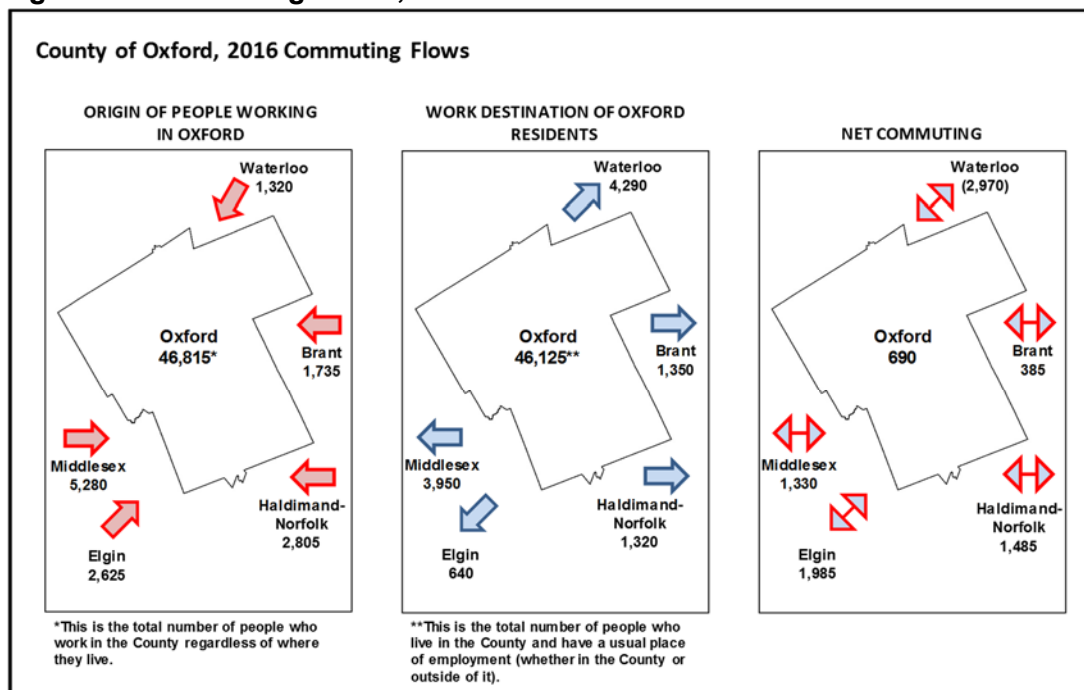 County of Oxford, 2016 Commuting Flows
ORIGIN OF PEOPLE WORKING
IN OXFORD
Waterloo
1,320
Oxford
46,815*
Brant
1,735
Middlesex
5,280
Haldimand-
Norfolk
2,805
Elgin
2,625
*This is the total number of people who
work in the County regardless of where
they live.
WORK DESTINATION OF OXFORD
RESIDENTS
Waterloo
4,290
Oxford
46,125**
Brant
1,350
Middlesex
3,950
Haldimand-
Norfolk
1,320
Elgin
640
**This is the total number of people who
live in the County and have a usual place
of employment (whether in the County or
outside of it).
NET COMMUTING
Waterloo
(2,970)
Oxford
690
Brant
385
Middlesex
1,330
Haldimand-
Norfolk
1,485
Elgin
1,985